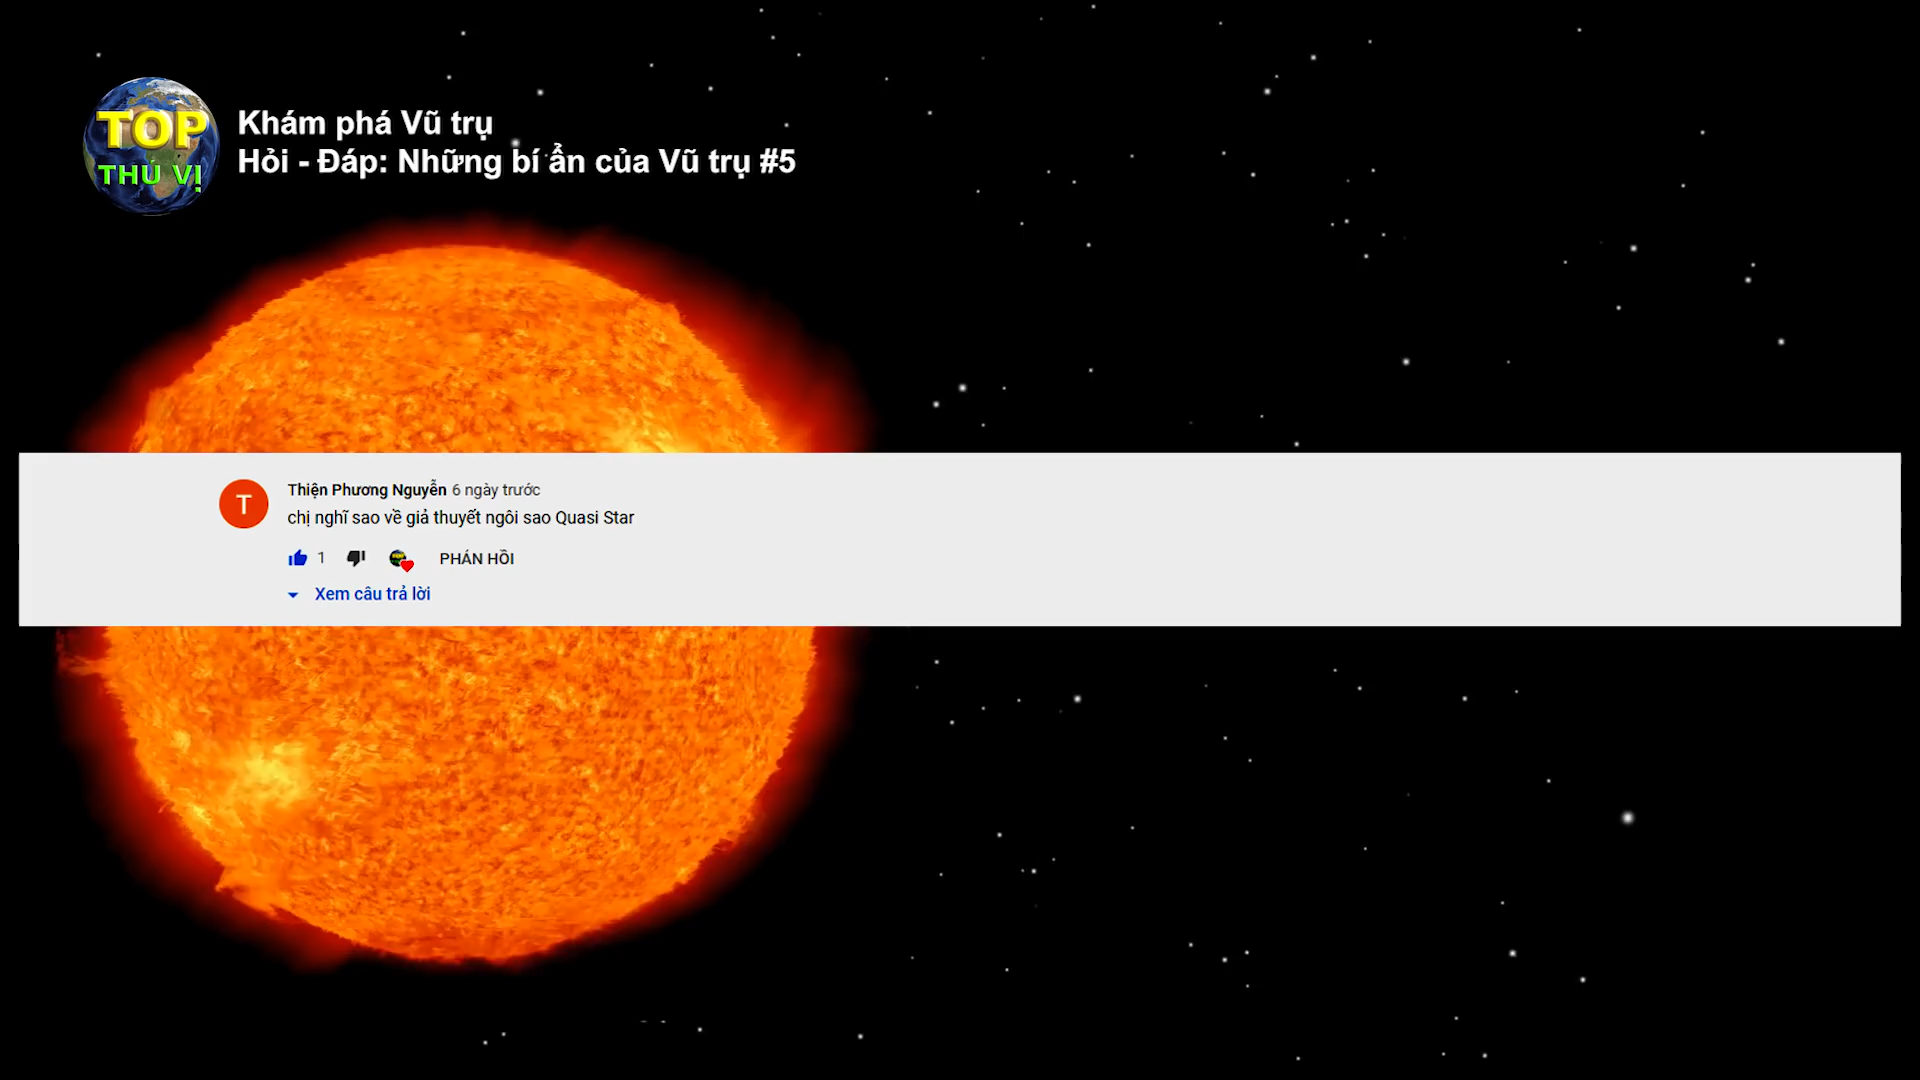 TOP
THÚ VỊ
Khám phá Vũ trụ
Hỏi - Đáp: Những bí ẩn của Vũ trụ #5
T
Thiện Phương Nguyễn 6 ngày trước
chị nghĩ sao về giả thuyết ngôi sao Quasi Star
1
PHẢN HỒI
Xem câu trả lời